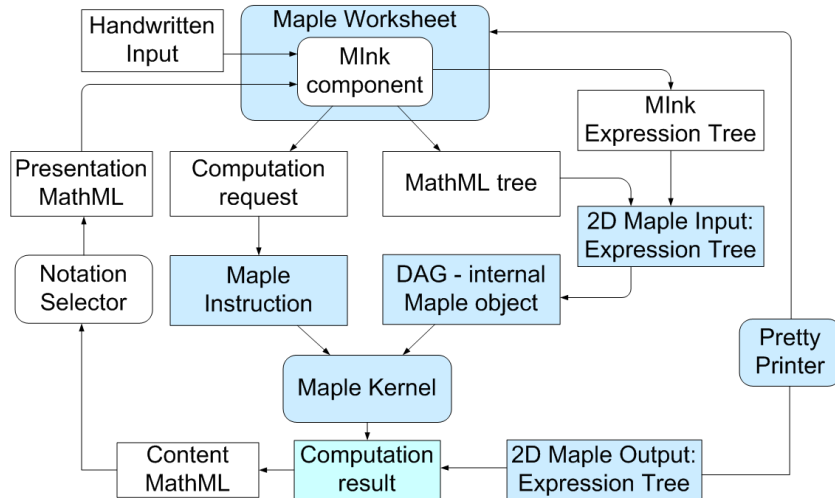 Handwritten
Input
Maple Worksheet
MInk
component
MInk
Expression Tree
Presentation
MathML
Computation
request
MathML tree
2D Maple Input:
Expression Tree
Notation
Selector
Maple
Instruction
DAG - internal
Maple object
Pretty
Printer
Maple Kernel
Content
MathML
Computation
result
2D Maple Output:
Expression Tree